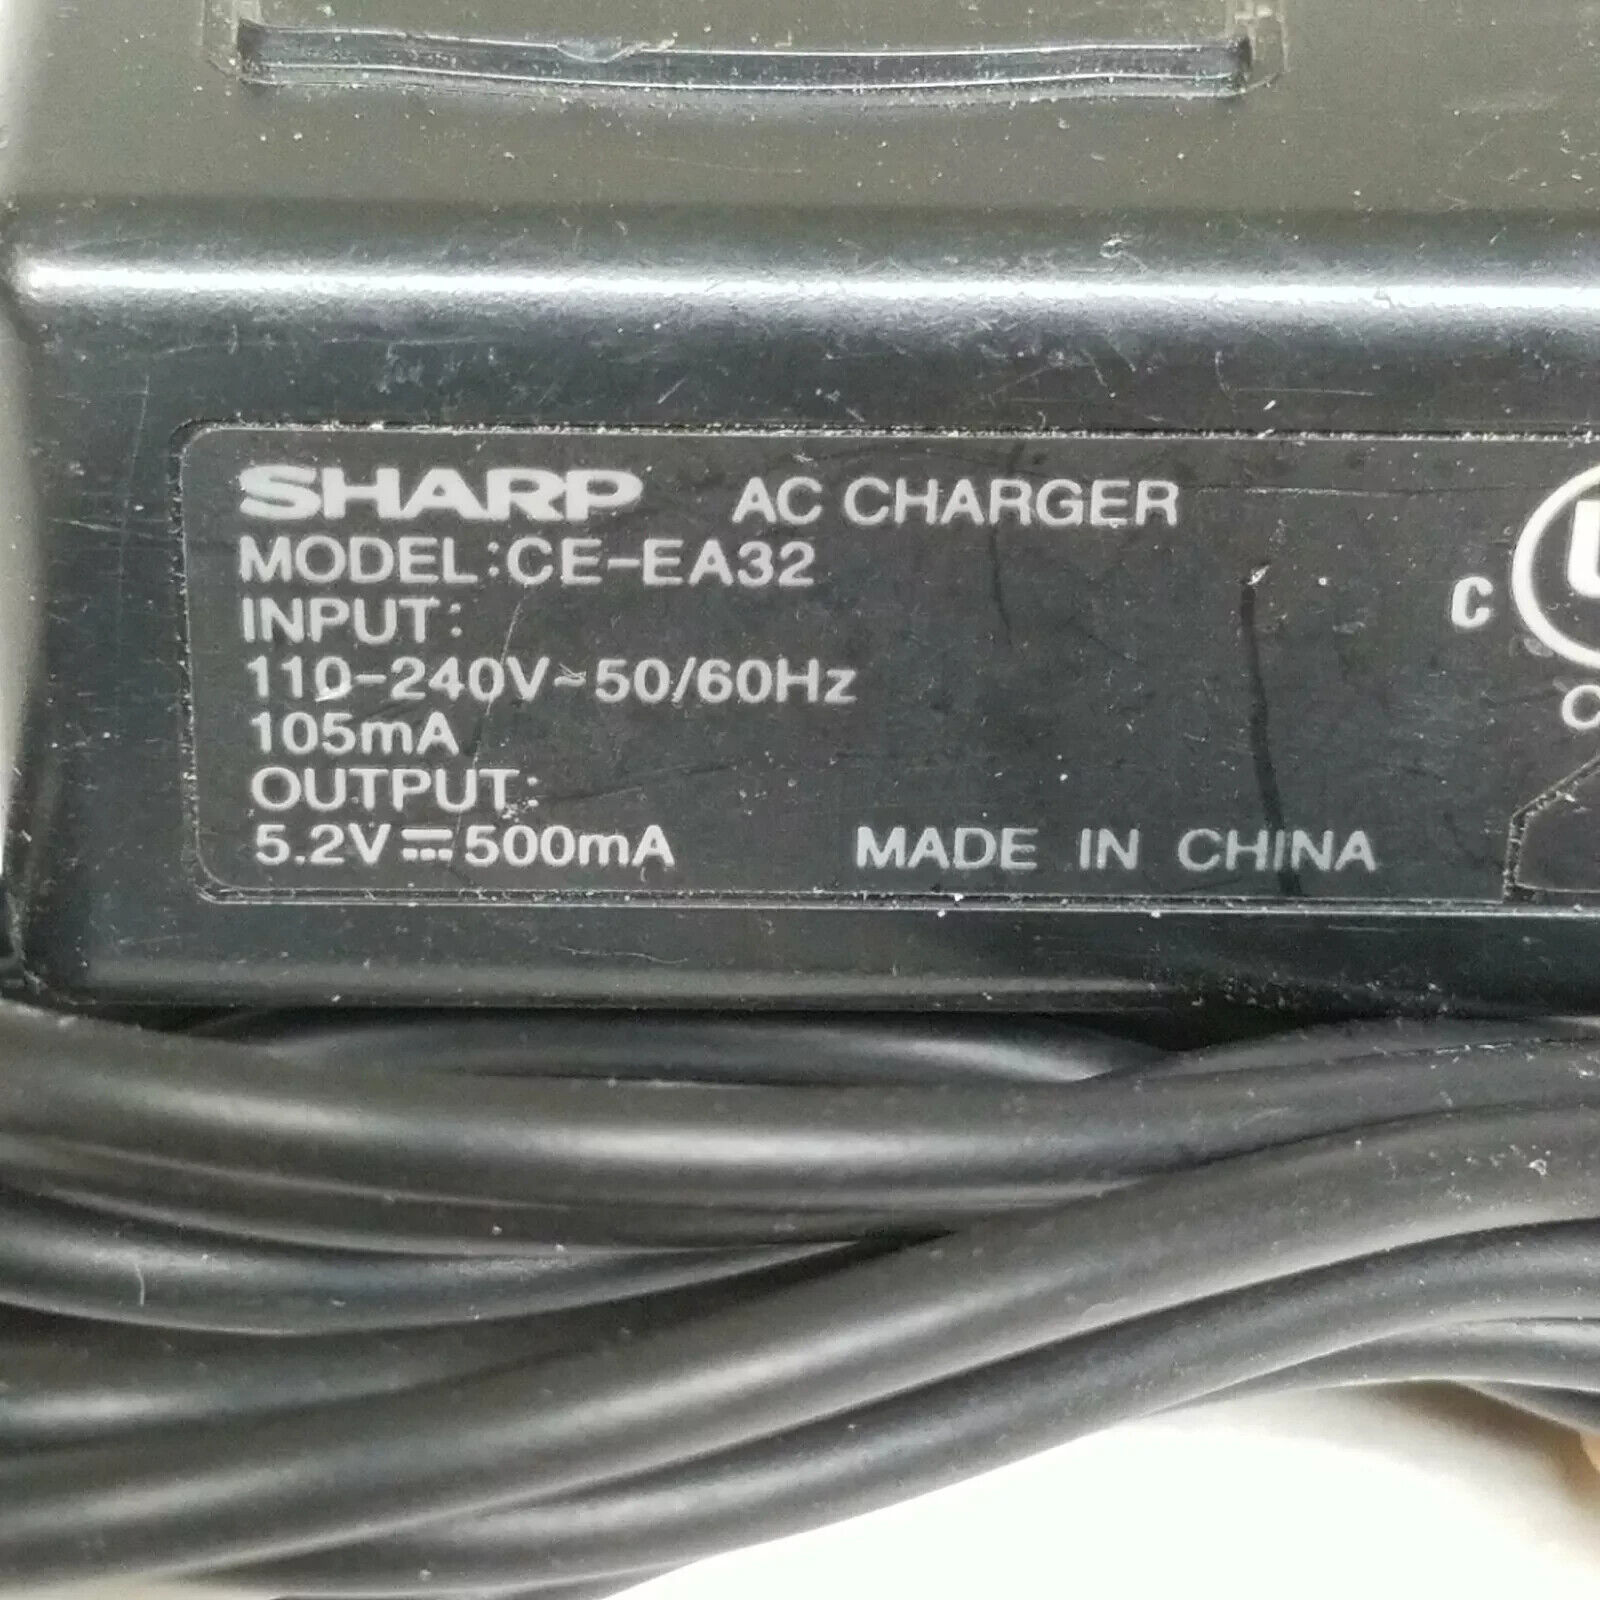 SHARP AC CHARGER
MODEL:CE-EA32
INPUT:
110-240V~50/60Hz
105mA
OUTPUT:
5.2V⎓500mA MADE IN CHINA
C